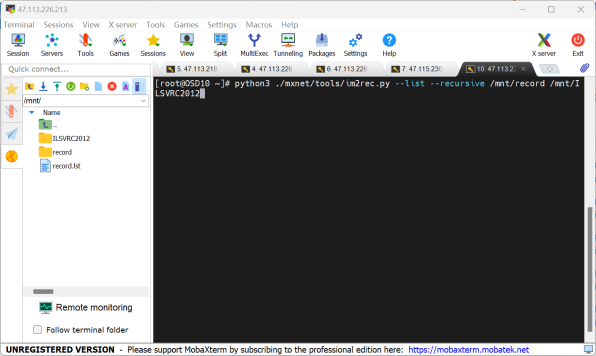 47.113.226.213
Terminal Sessions View X server Tools Games Settings Macros Help
Session Servers Tools Games Sessions View Split MultiExec Tunneling Packages Settings Help X server Exit
Quick connect...
5. 47.113.218 4. 47.113.226 6. 47.113.226 7. 47.115.230 10. 47.113.2
/mnt/
Name
..
ILSVRC2012
record
record.lst
[root@OSD10 ~]# python3 ./mxnet/tools/im2rec.py --list --recursive /mnt/record /mnt/I
LSVRC2012
Remote monitoring
Follow terminal folder
UNREGISTERED VERSION - Please support MobaXterm by subscribing to the professional edition here: https://mobaxterm.mobatek.net